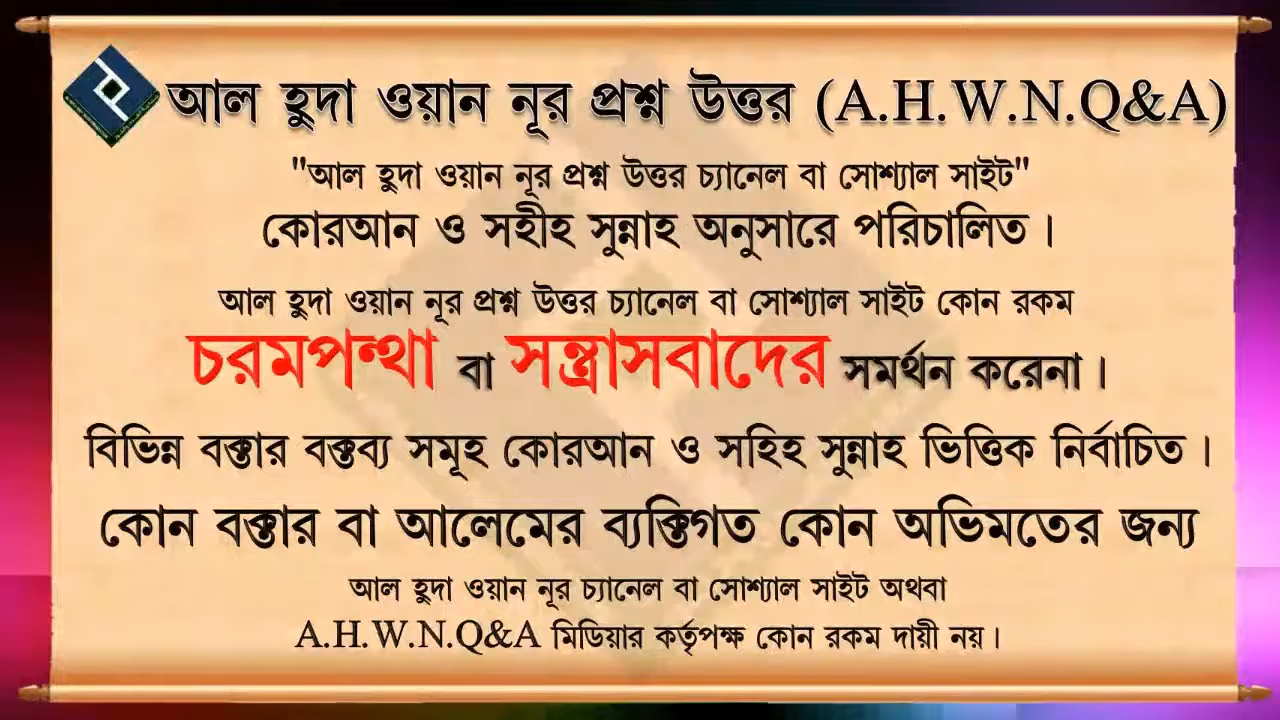 আল হুদা ওয়ান নূর প্রশ্ন উত্তর (A.H.W.N.Q&A)
"আল হুদা ওয়ান নূর প্রশ্ন উত্তর চ্যানেল বা সোশ্যাল সাইট"
কোরআন ও সহীহ সুন্নাহ অনুসারে পরিচালিত ।
আল হুদা ওয়ান নূর প্রশ্ন উত্তর চ্যানেল বা সোশ্যাল সাইট কোন রকম
চরমপন্থা বা সন্ত্রাসবাদের সমর্থন করেনা ।
বিভিন্ন বক্তার বক্তব্য সমূহ কোরআন ও সহিহ সুন্নাহ ভিত্তিক নির্বাচিত ।
কোন বক্তার বা আলেমের ব্যক্তিগত কোন অভিমতের জন্য
আল হুদা ওয়ান নূর চ্যানেল বা সোশ্যাল সাইট অথবা
A.H.W.N.Q&A মিডিয়ার কর্তৃপক্ষ কোন রকম দায়ী নয় ।